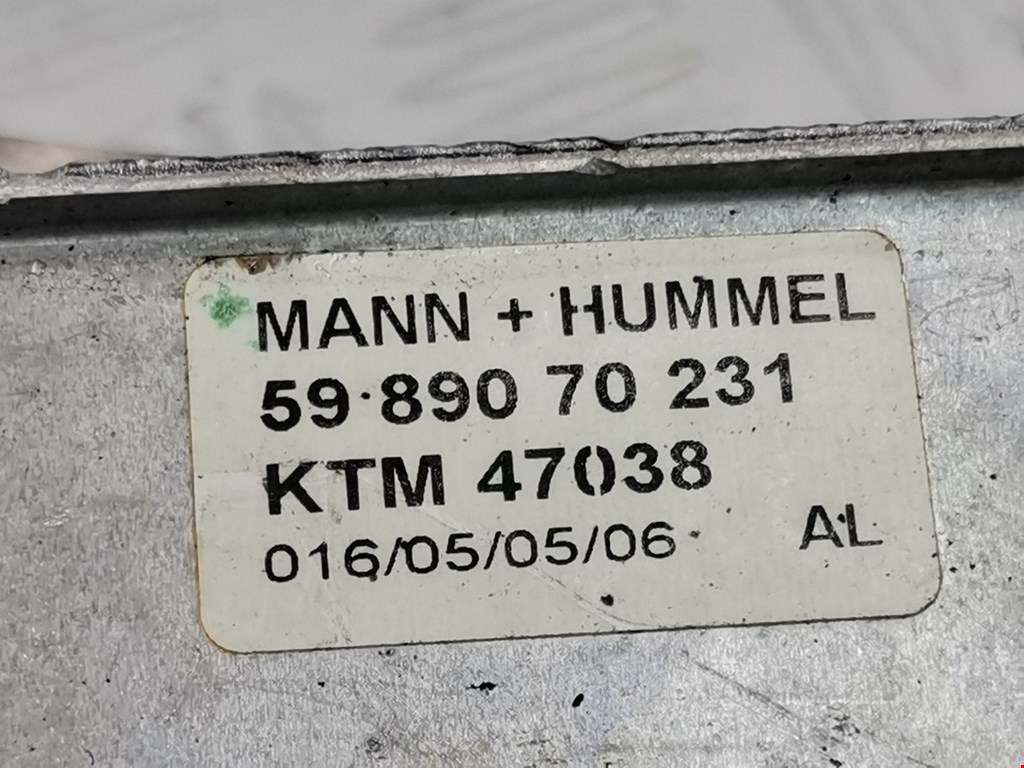 MANN + HUMMEL
59 890 70 231
KTM 47038
016/05/05/06 AL